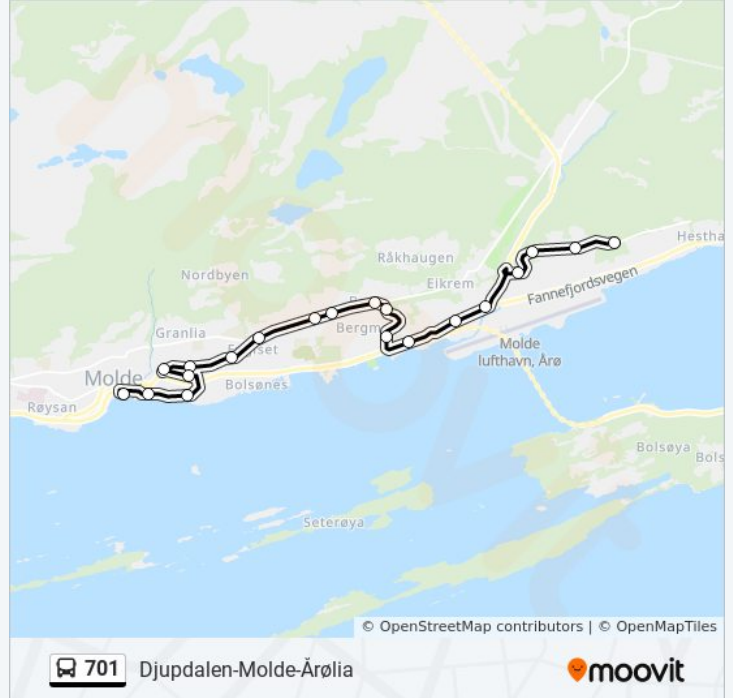 Hestha
Råkhaugen
Nordbyen
Eikrem
Fannefjordsvegen
Granlia
Bergm
Molde
lufthavn, Årø
Molde
Bolsønes
Røysan
Bolsøya
Bols
Seterøya
© OpenStreetMap contributors | © OpenMapTiles
701 Djupdalen-Molde-Årølia
moovit